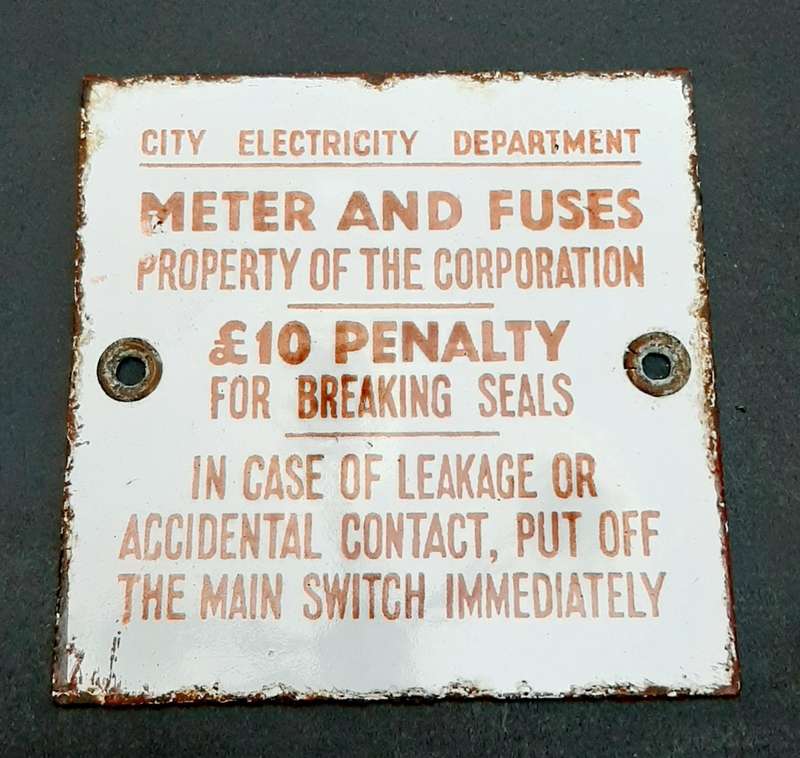 CITY ELECTRICITY DEPARTMENT
METER AND FUSES
PROPERTY OF THE CORPORATION
£10 PENALTY
FOR BREAKING SEALS
IN CASE OF LEAKAGE OR
ACCIDENTAL CONTACT, PUT OFF
THE MAIN SWITCH IMMEDIATELY